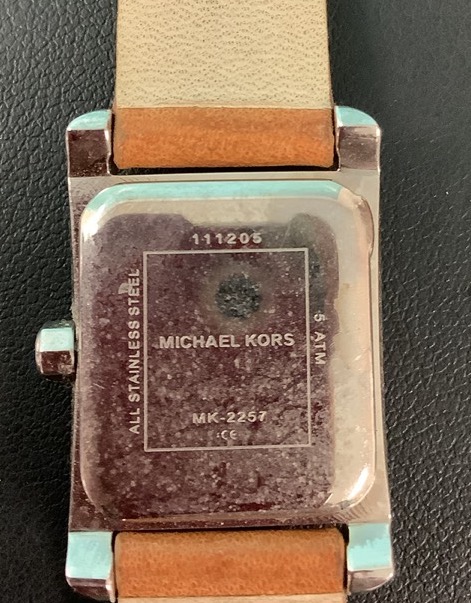 111205
ALL STAINLESS STEEL
MICHAEL KORS
5 ATM
MK-2257
CE